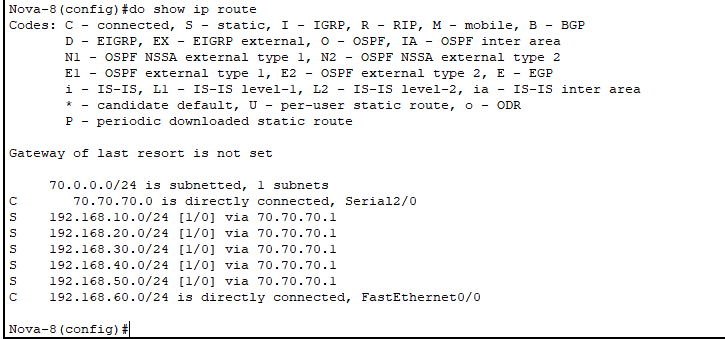 Nova-8(config)#do show ip route
Codes: C - connected, S - static, I - IGRP, R - RIP, M - mobile, B - BGP
       D - EIGRP, EX - EIGRP external, O - OSPF, IA - OSPF inter area
       N1 - OSPF NSSA external type 1, N2 - OSPF NSSA external type 2
       E1 - OSPF external type 1, E2 - OSPF external type 2, E - EGP
       i - IS-IS, L1 - IS-IS level-1, L2 - IS-IS level-2, ia - IS-IS inter area
       * - candidate default, U - per-user static route, o - ODR
       P - periodic downloaded static route
Gateway of last resort is not set
     70.0.0.0/24 is subnetted, 1 subnets
C       70.70.70.0 is directly connected, Serial2/0
S    192.168.10.0/24 [1/0] via 70.70.70.1
S    192.168.20.0/24 [1/0] via 70.70.70.1
S    192.168.30.0/24 [1/0] via 70.70.70.1
S    192.168.40.0/24 [1/0] via 70.70.70.1
S    192.168.50.0/24 [1/0] via 70.70.70.1
C    192.168.60.0/24 is directly connected, FastEthernet0/0
Nova-8(config)#